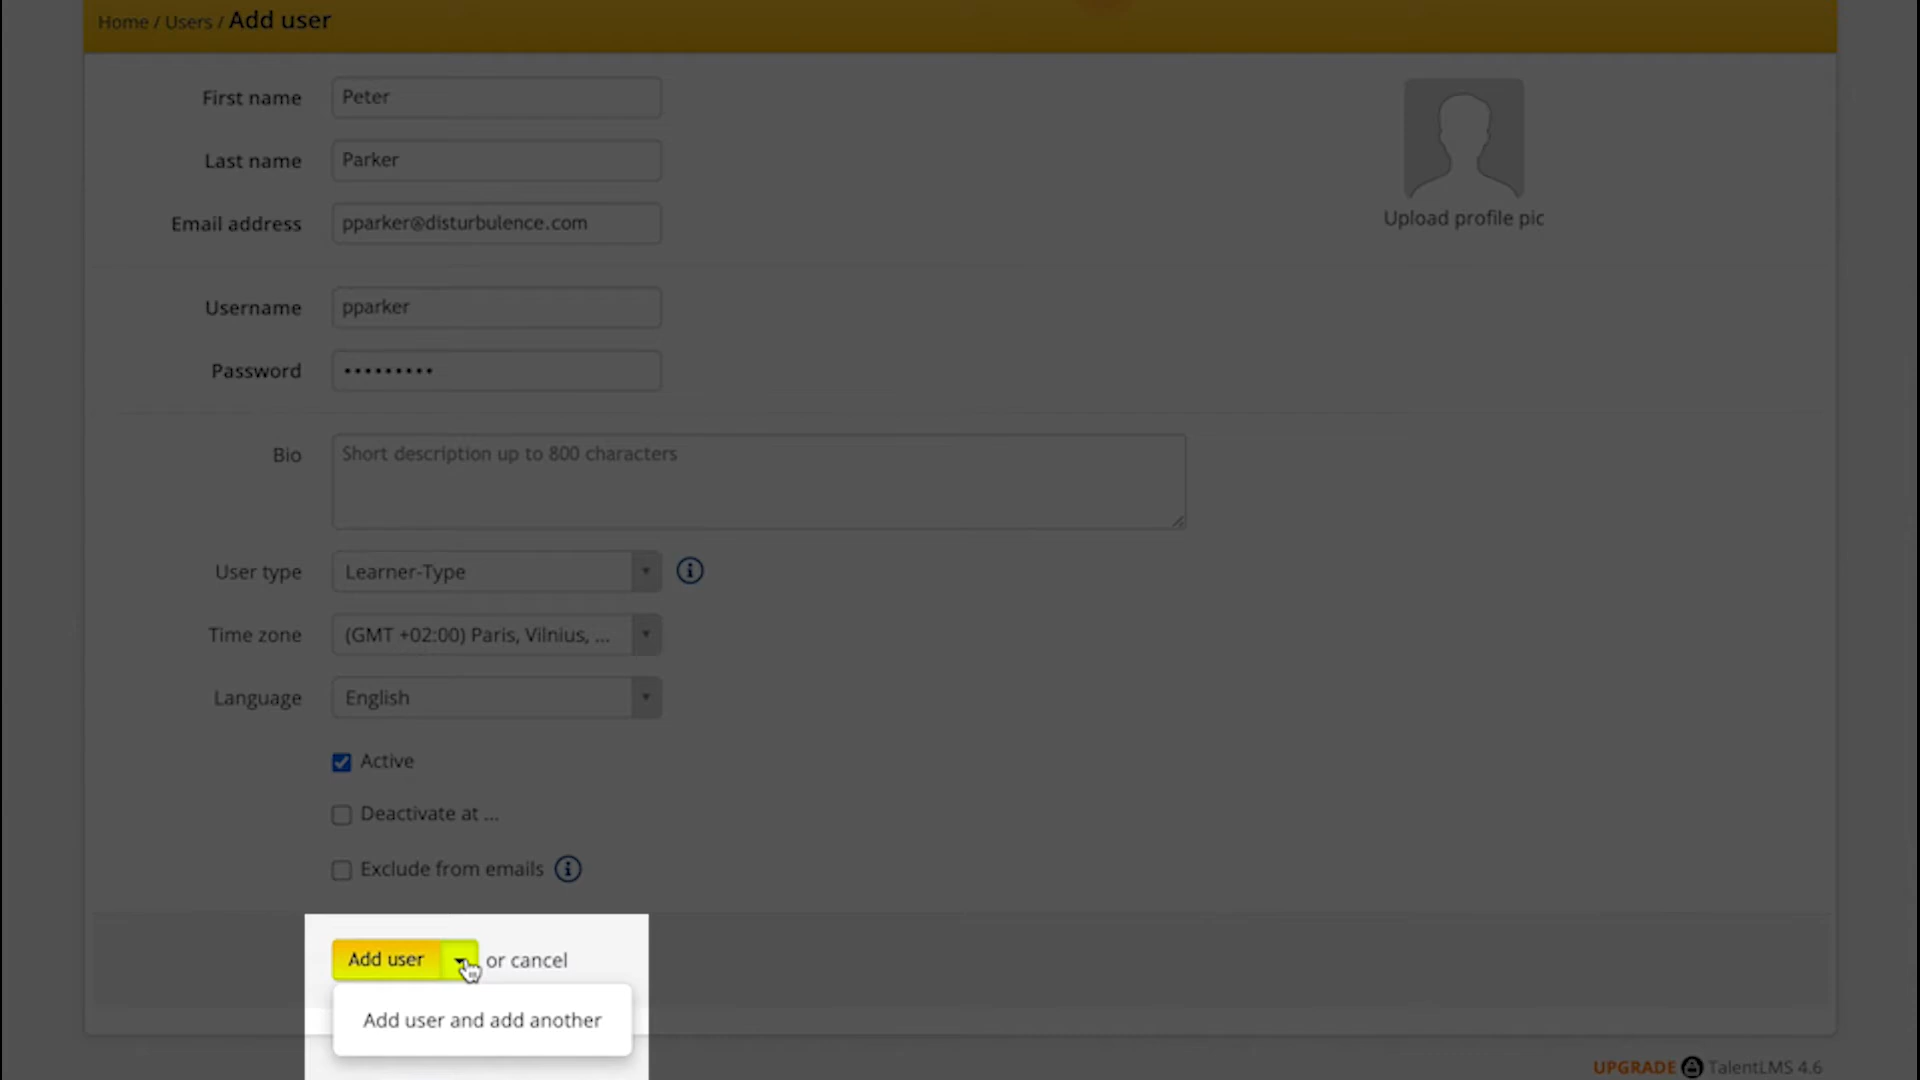 Home / Users / Add user
First name Peter
Last name Parker
Email address pparker@disturbulence.com
Upload profile pic
Username pparker
Password •••••••••
Bio Short description up to 800 characters
User type Learner-Type
Time zone (GMT +02:00) Paris, Vilnius, ...
Language English
Active
Deactivate at ...
Exclude from emails
Add user or cancel
Add user and add another
UPGRADE TalentLMS 4.6